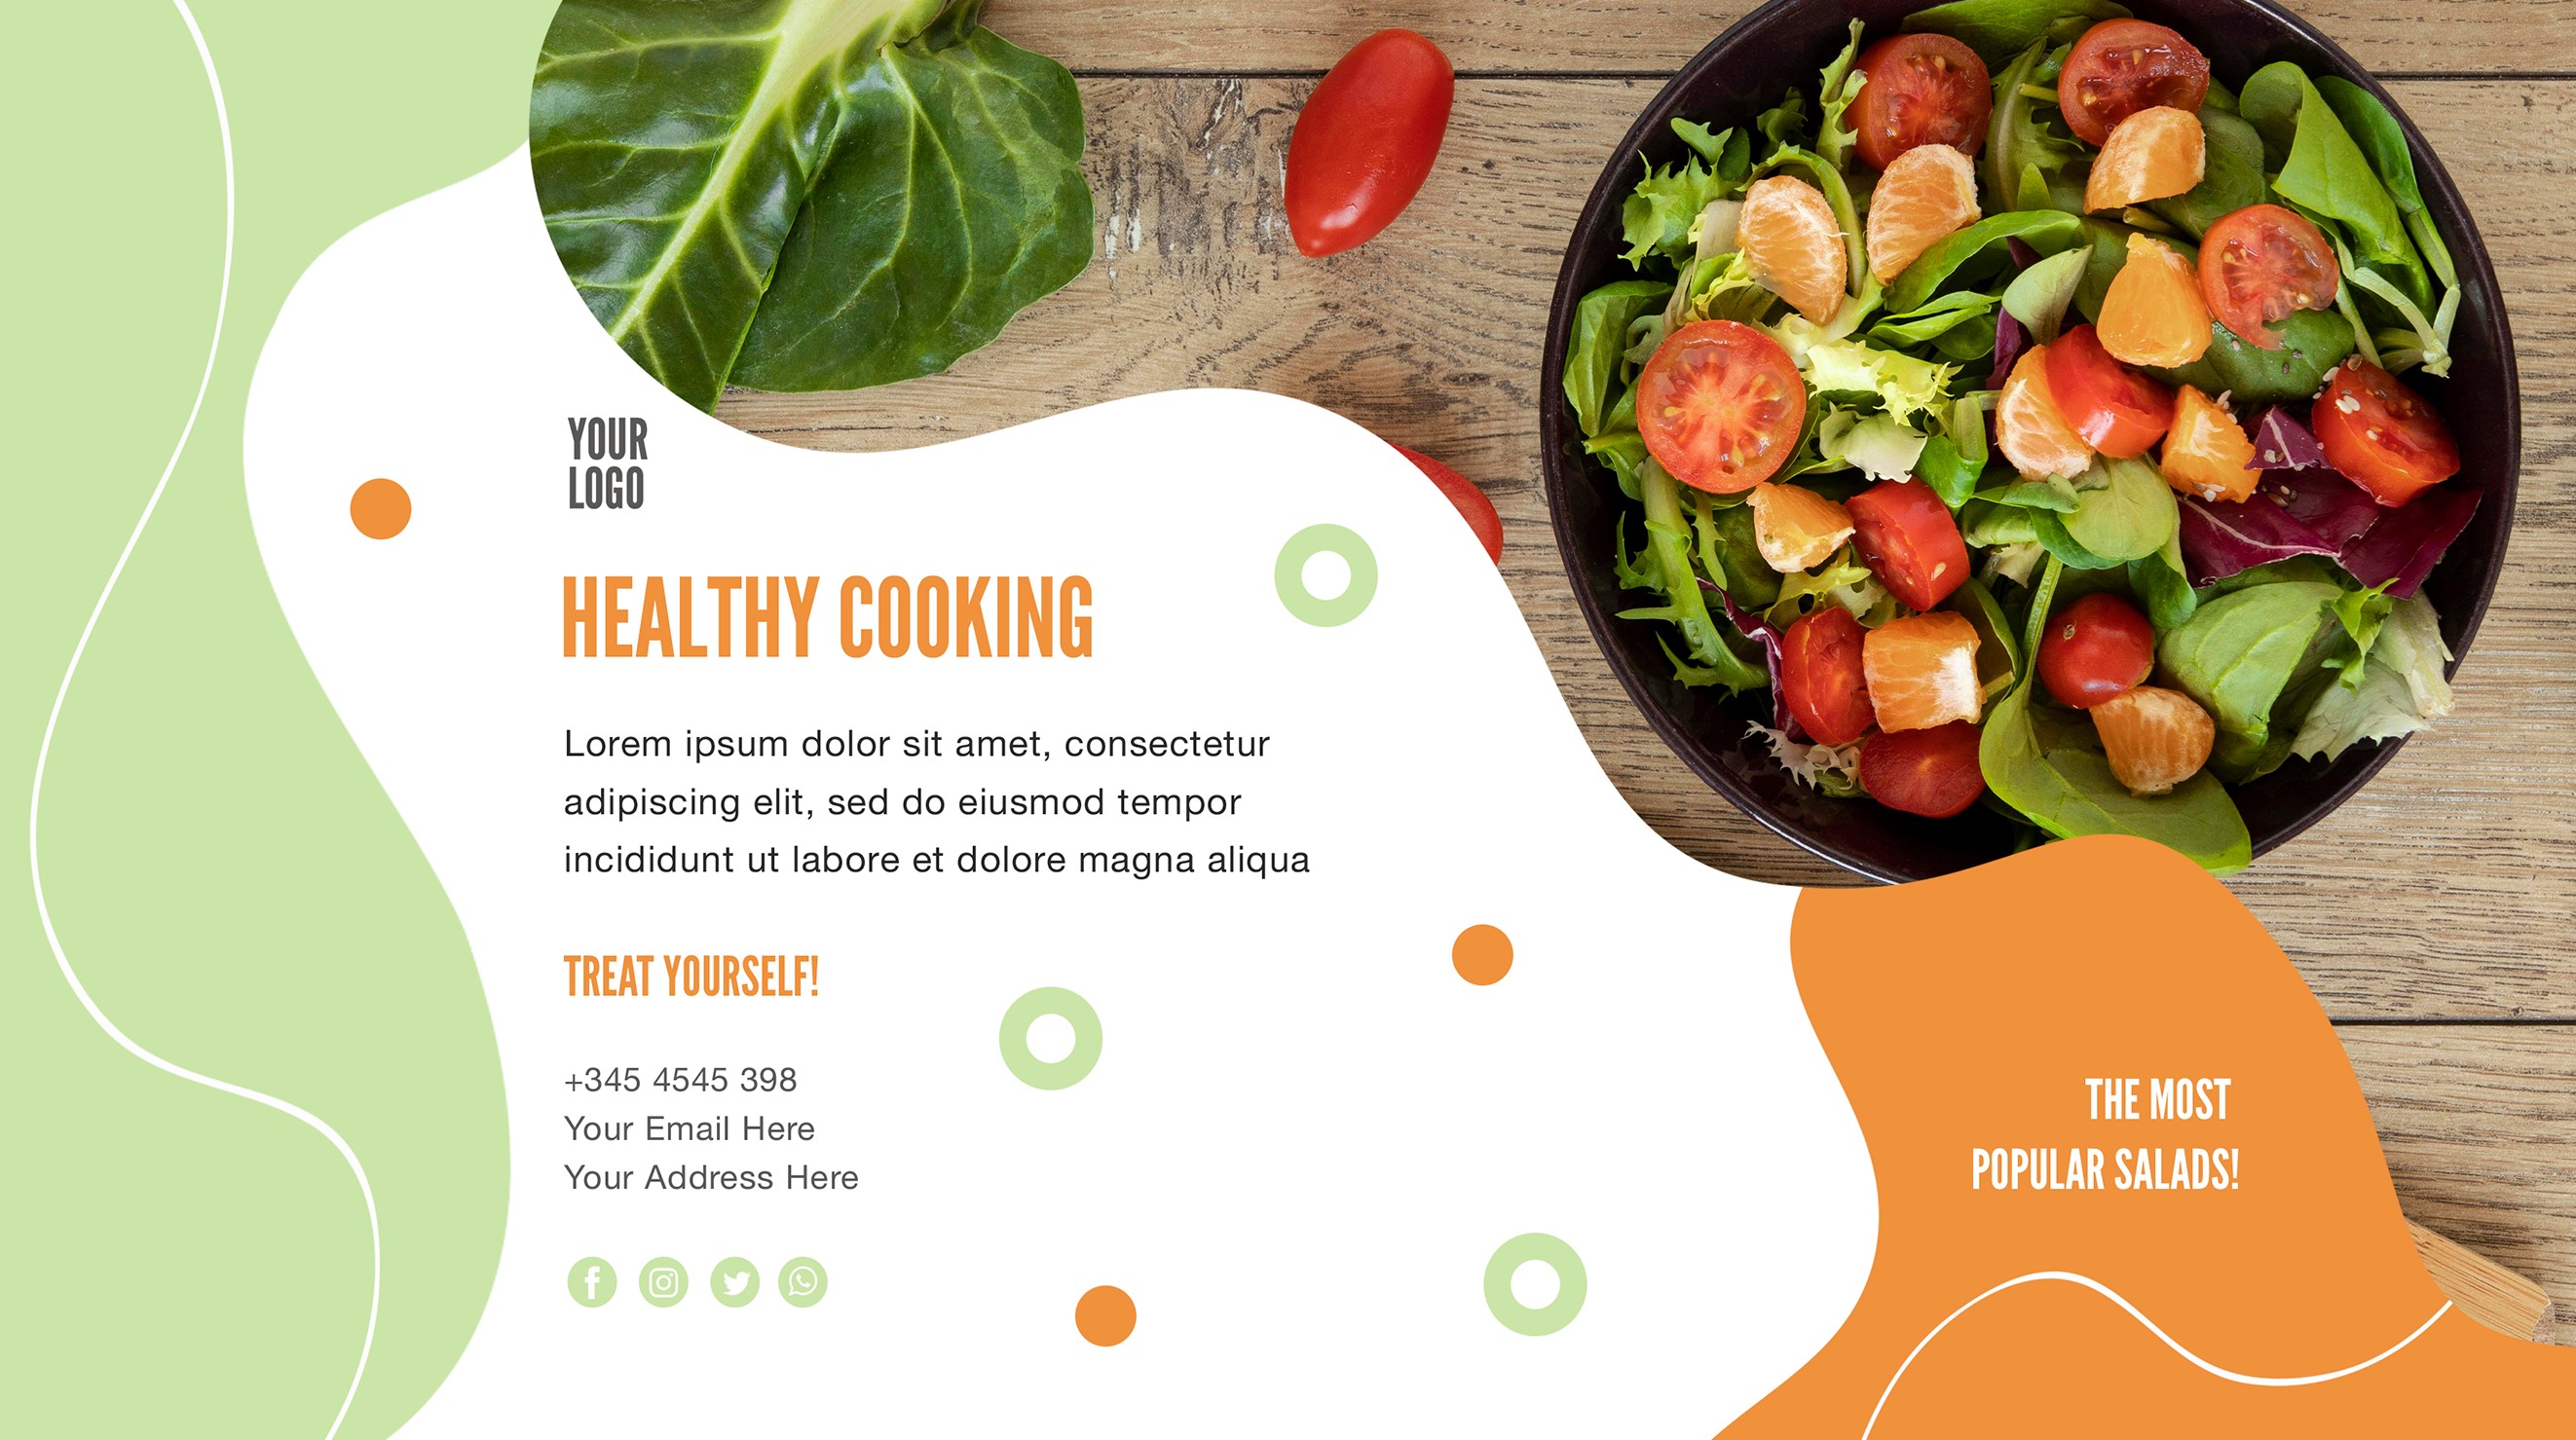 YOUR
LOGO
HEALTHY COOKING
Lorem ipsum dolor sit amet, consectetur
adipiscing elit, sed do eiusmod tempor
incididunt ut labore et dolore magna aliqua
TREAT YOURSELF!
+345 4545 398
Your Email Here
Your Address Here
THE MOST
POPULAR SALADS!